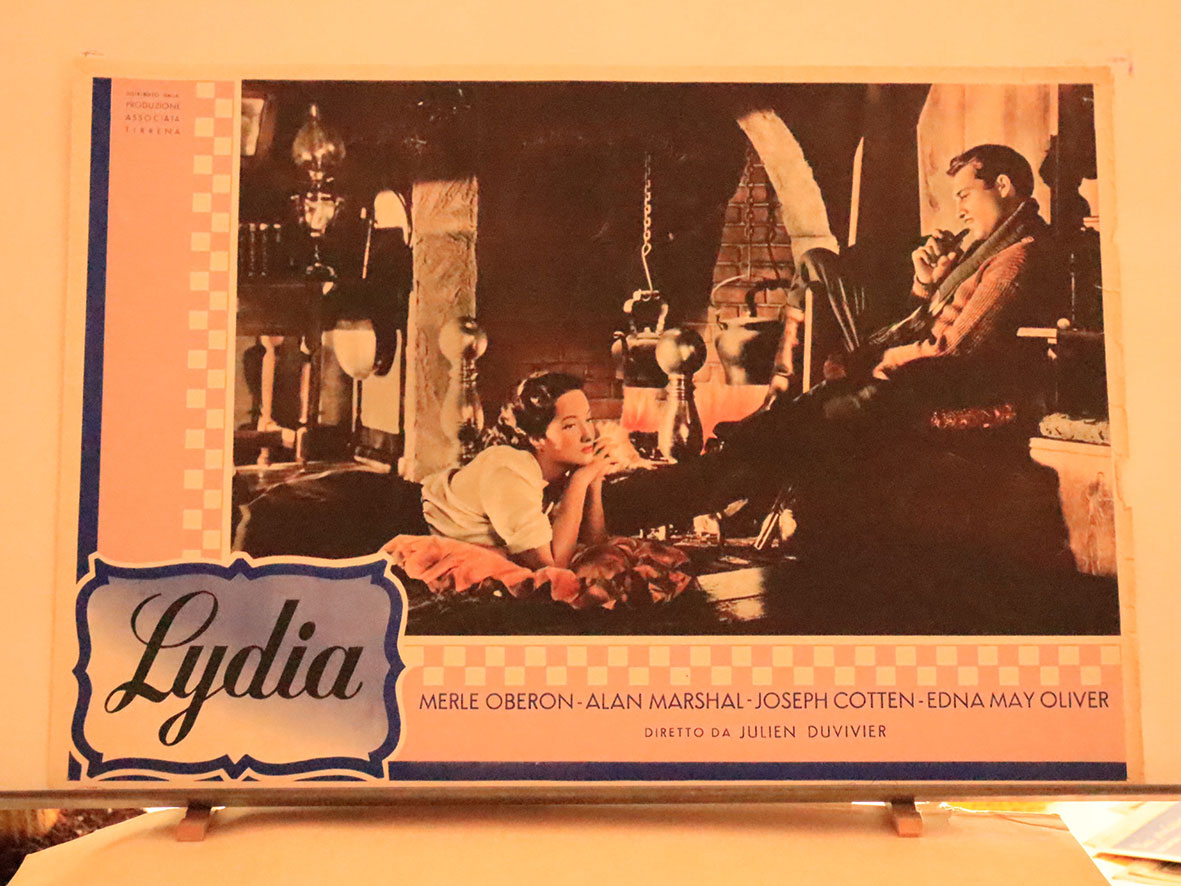 PRODUZIONE
ASSOCIATA
TIRRENA
Lydia
MERLE OBERON-ALAN MARSHAL-JOSEPH COTTEN-EDNA MAY OLIVER
DIRETTO DA JULIEN DUVIVIER